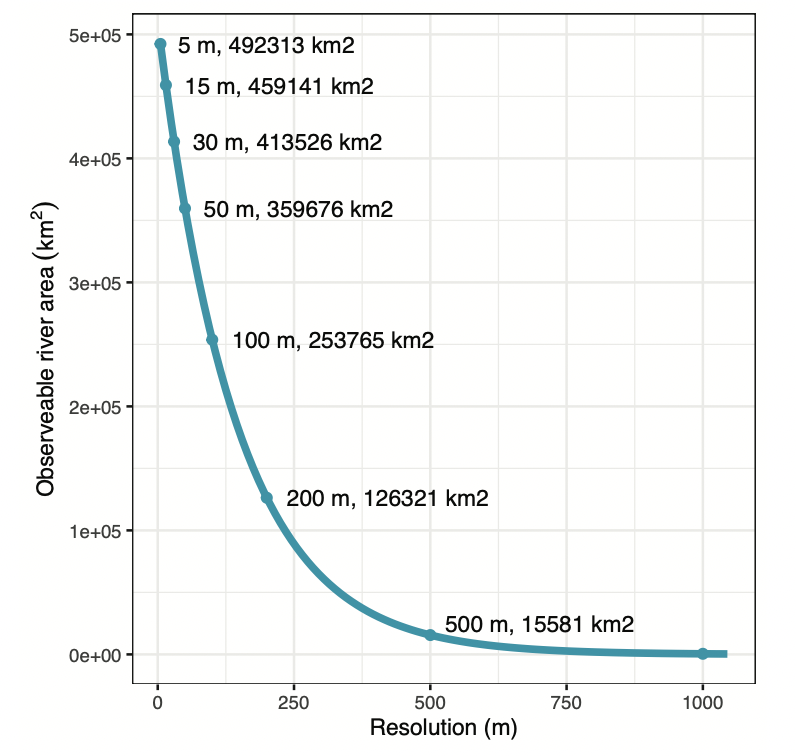 5e+05
5 m, 492313 km2
15 m, 459141 km2
30 m, 413526 km2
4e+05
50 m, 359676 km2
3e+05
100 m, 253765 km2
2e+05
200 m, 126321 km2
1e+05
500 m, 15581 km2
0e+00
Observeable river area (km²)
0 250 500 750 1000
Resolution (m)